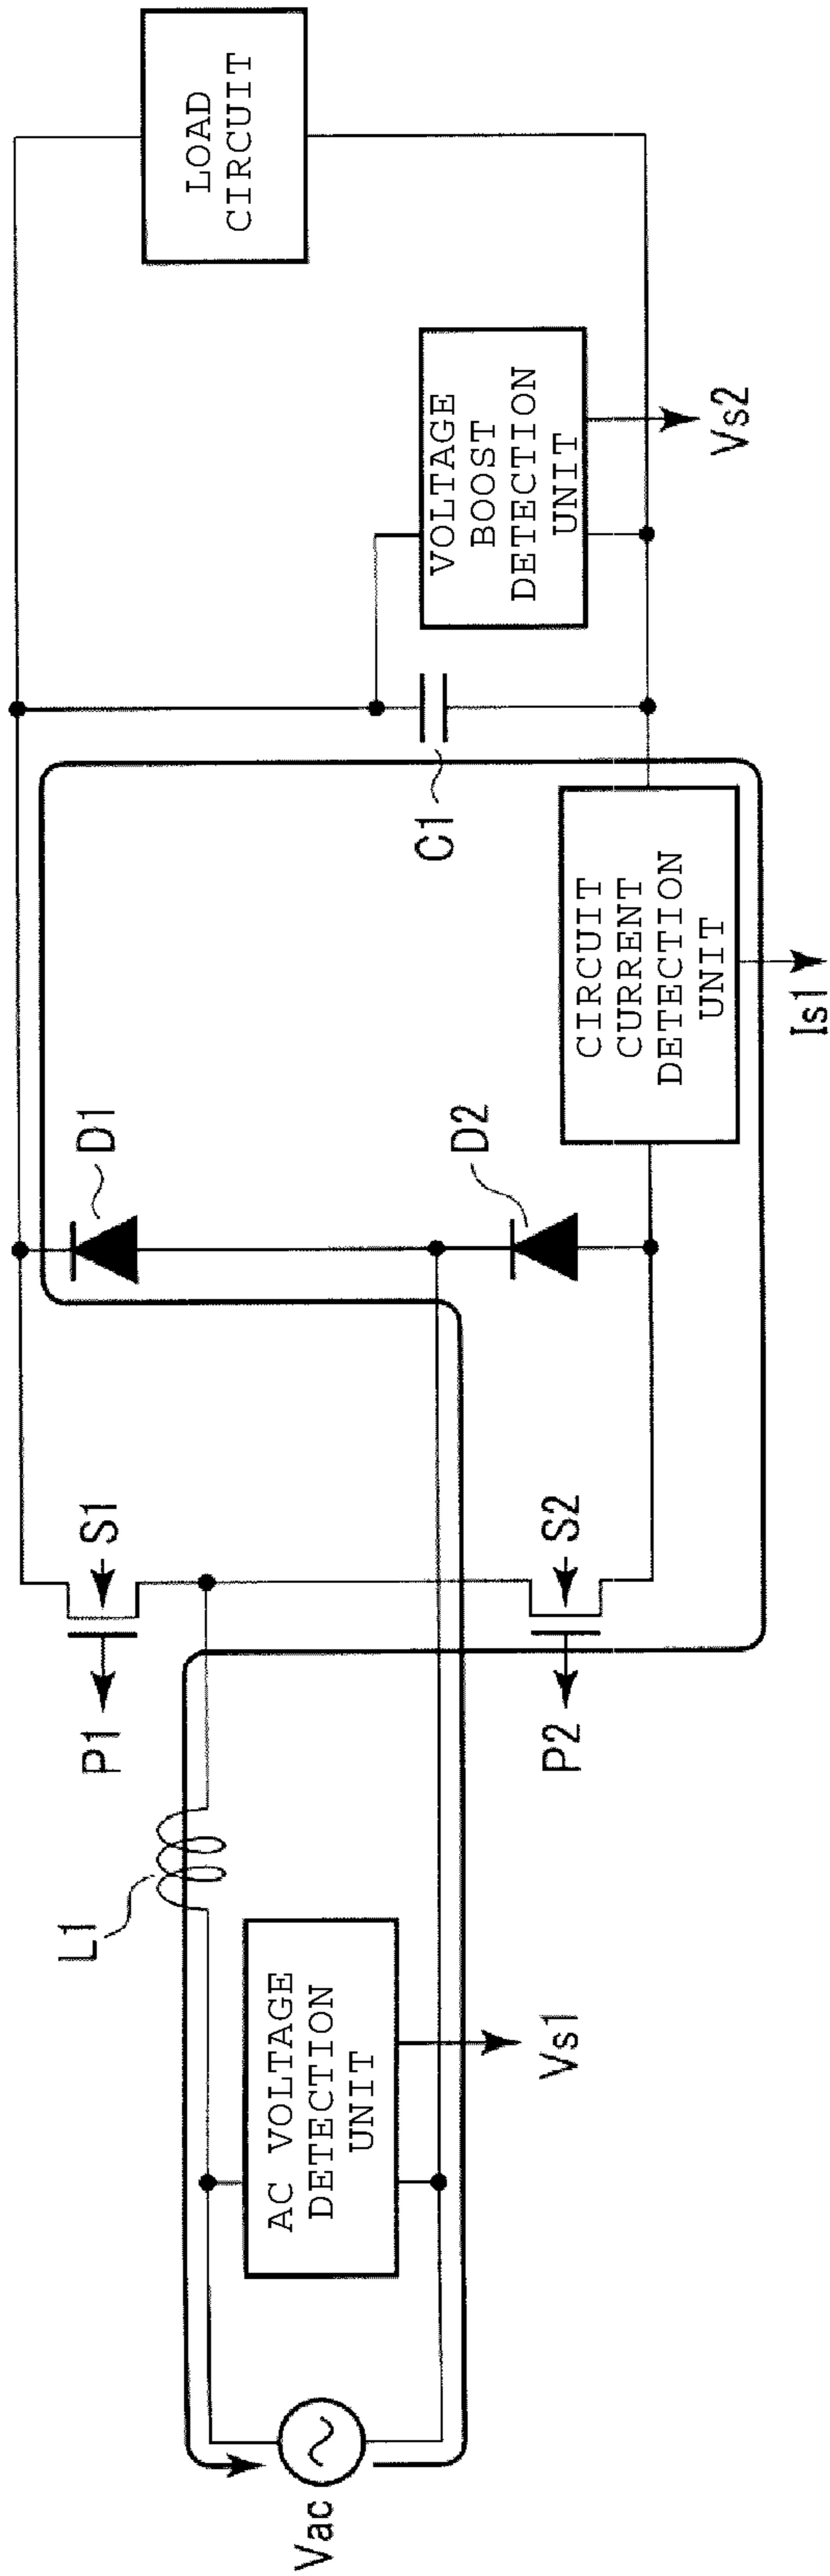 Vac
AC VOLTAGE
DETECTION
UNIT
Vs1
L1
P1
S1
P2
S2
D1
D2
CIRCUIT
CURRENT
DETECTION
UNIT
Is1
C1
VOLTAGE
BOOST
DETECTION
UNIT
Vs2
LOAD
CIRCUIT